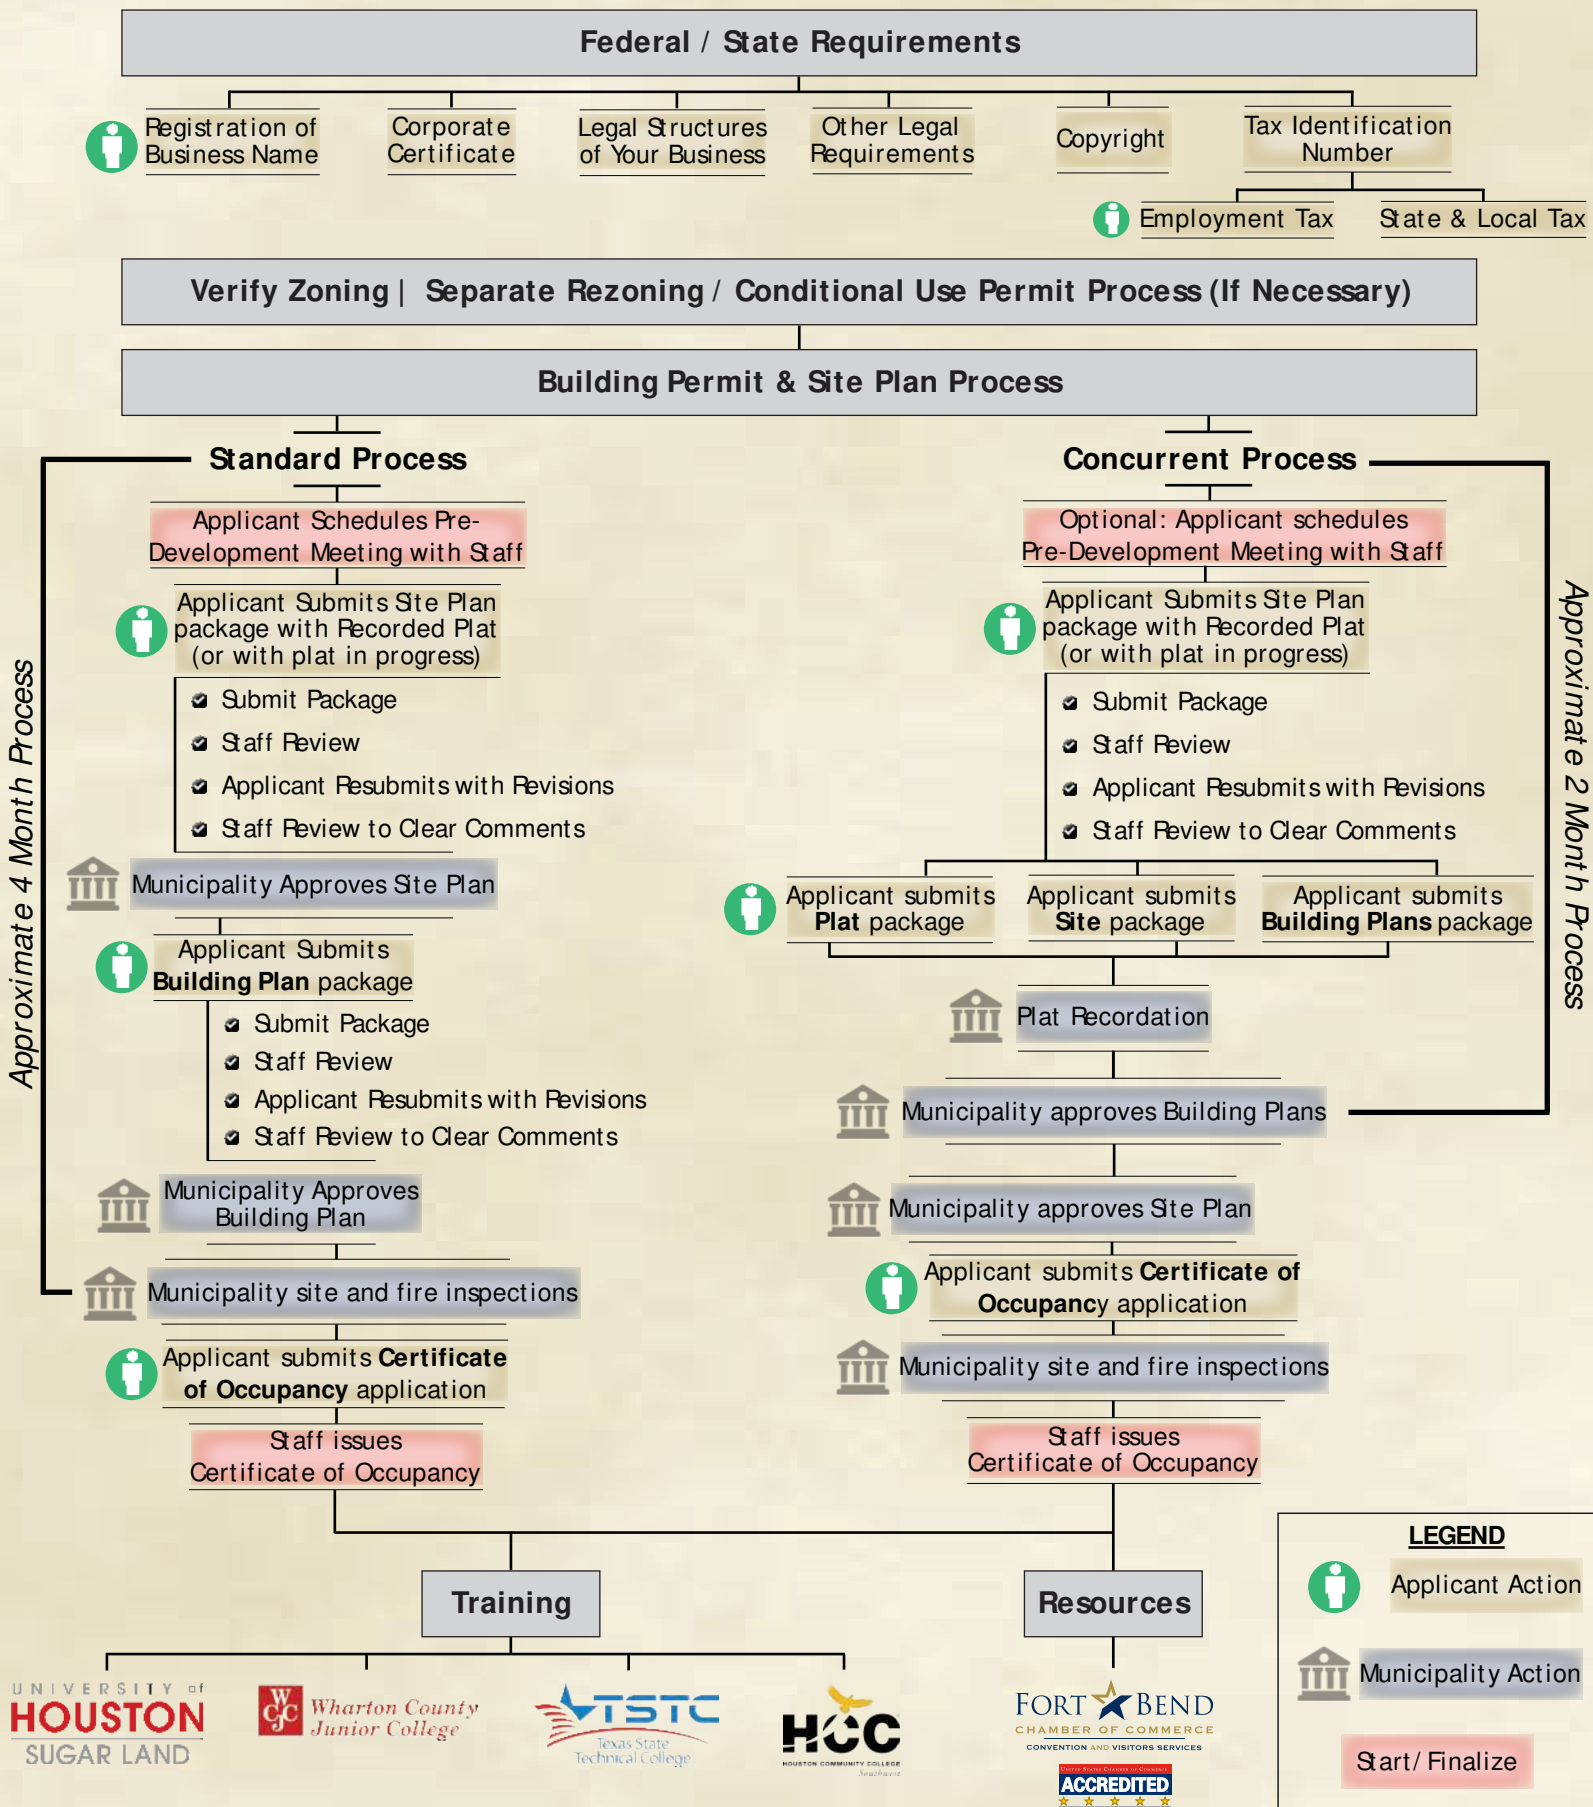 Federal / State Requirements
Registration of
Business Name
Corporate
Certificate
Legal Structures
of Your Business
Other Legal
Requirements
Copyright
Tax Identification
Number
Employment Tax
State & Local Tax
Verify Zoning | Separate Rezoning / Conditional Use Permit Process (If Necessary)
Building Permit & Site Plan Process
Standard Process
Approximate 4 Month Process
Applicant Schedules Pre-
Development Meeting with Staff
Applicant Submits Site Plan
package with Recorded Plat
(or with plat in progress)
Submit Package
Staff Review
Applicant Resubmits with Revisions
Staff Review to Clear Comments
Municipality Approves Site Plan
Applicant Submits
Building Plan package
Submit Package
Staff Review
Applicant Resubmits with Revisions
Staff Review to Clear Comments
Municipality Approves
Building Plan
Municipality site and fire inspections
Applicant submits Certificate
of Occupancy application
Staff issues
Certificate of Occupancy
Concurrent Process
Approximate 2 Month Process
Optional: Applicant schedules
Pre-Development Meeting with Staff
Applicant Submits Site Plan
package with Recorded Plat
(or with plat in progress)
Submit Package
Staff Review
Applicant Resubmits with Revisions
Staff Review to Clear Comments
Applicant submits
Plat package
Applicant submits
Site package
Applicant submits
Building Plans package
Plat Recordation
Municipality approves Building Plans
Municipality approves Site Plan
Applicant submits Certificate of
Occupancy application
Municipality site and fire inspections
Staff issues
Certificate of Occupancy
Training
UNIVERSITY of
HOUSTON
SUGAR LAND
WCJC
Wharton County
Junior College
TSTC
Texas State
Technical College
HCC
HOUSTON COMMUNITY COLLEGE
Southwest
Resources
FORT BEND
CHAMBER OF COMMERCE
CONVENTION AND VISITORS SERVICES
UNITED STATES CHAMBER OF COMMERCE
ACCREDITED
LEGEND
Applicant Action
Municipality Action
Start/ Finalize